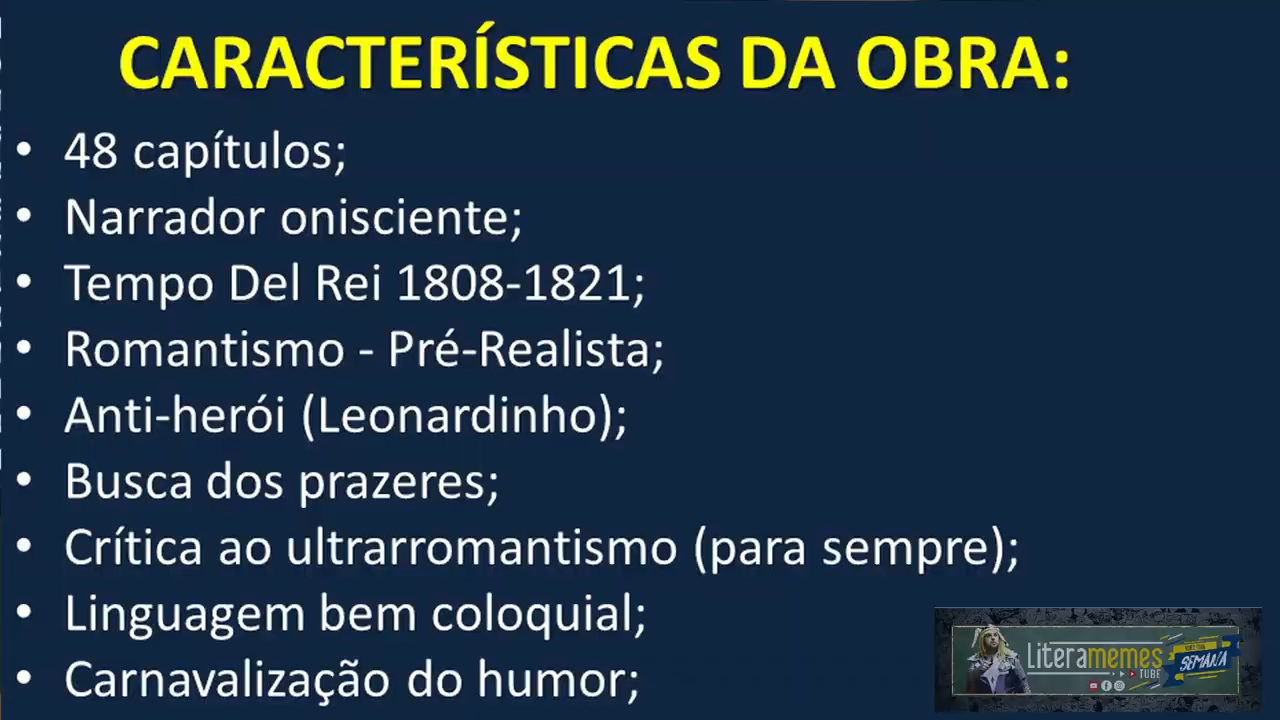 CARACTERÍSTICAS DA OBRA:
• 48 capítulos;
• Narrador onisciente;
• Tempo Del Rei 1808-1821;
• Romantismo - Pré-Realista;
• Anti-herói (Leonardinho);
• Busca dos prazeres;
• Crítica ao ultrarromantismo (para sempre);
• Linguagem bem coloquial;
• Carnavalização do humor;
Literamemes
TUBE
SEMANA